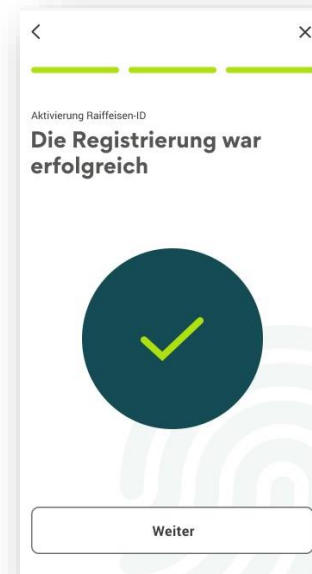 Aktivierung Raiffeisen-ID
Die Registrierung war
erfolgreich
Weiter